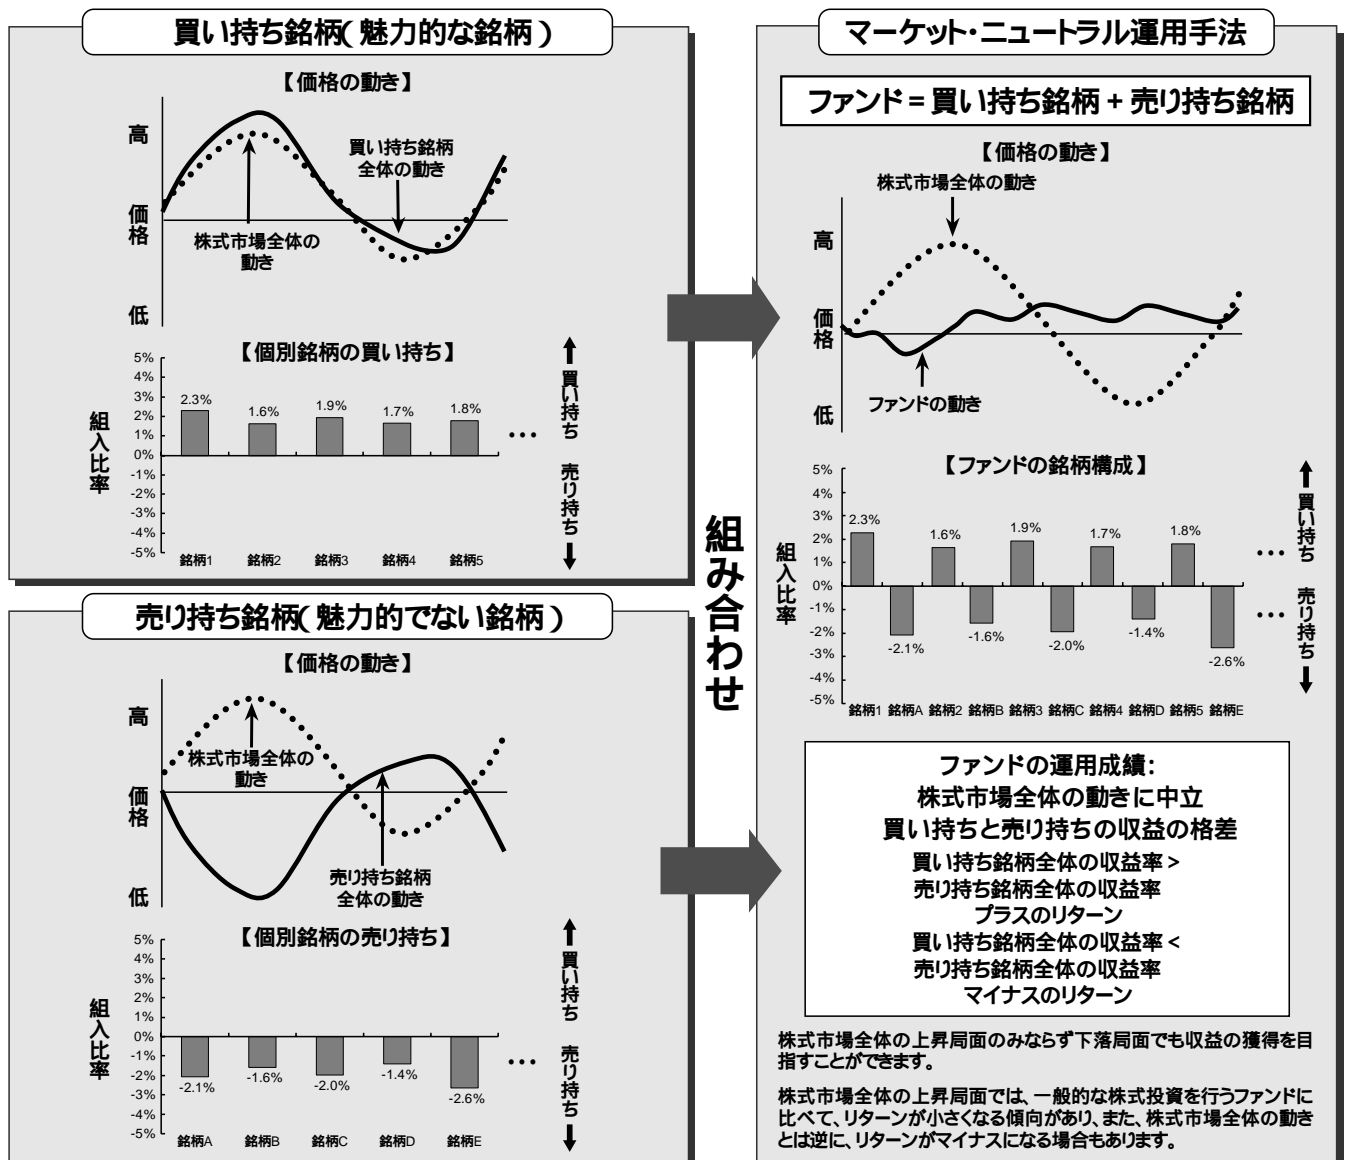 買い持ち銘柄(魅力的な銘柄)
【価格の動き】
高
価格
低
買い持ち銘柄
全体の動き
株式市場全体の
動き
【個別銘柄の買い持ち】
組入比率
5%
4%
3%
2%
1%
0%
-1%
-2%
-3%
-4%
-5%
2.3%
1.6%
1.9%
1.7%
1.8%
…
銘柄1 銘柄2 銘柄3 銘柄4 銘柄5
買い持ち
売り持ち
売り持ち銘柄(魅力的でない銘柄)
【価格の動き】
高
価格
低
株式市場全体の
動き
売り持ち銘柄
全体の動き
【個別銘柄の売り持ち】
組入比率
5%
4%
3%
2%
1%
0%
-1%
-2%
-3%
-4%
-5%
-2.1%
-1.6%
-2.0%
-1.4%
-2.6%
…
銘柄A 銘柄B 銘柄C 銘柄D 銘柄E
買い持ち
売り持ち
組み合わせ
マーケット・ニュートラル運用手法
ファンド=買い持ち銘柄+売り持ち銘柄
【価格の動き】
株式市場全体の動き
高
価格
低
ファンドの動き
【ファンドの銘柄構成】
組入比率
5%
4%
3%
2%
1%
0%
-1%
-2%
-3%
-4%
-5%
2.3%
1.6%
1.9%
1.7%
1.8%
…
-2.1%
-1.6%
-2.0%
-1.4%
-2.6%
…
銘柄1 銘柄A 銘柄2 銘柄B 銘柄3 銘柄C 銘柄4 銘柄D 銘柄5 銘柄E
買い持ち
売り持ち
ファンドの運用成績:
株式市場全体の動きに中立
買い持ちと売り持ちの収益の格差
買い持ち銘柄全体の収益率>
売り持ち銘柄全体の収益率
プラスのリターン
買い持ち銘柄全体の収益率<
売り持ち銘柄全体の収益率
マイナスのリターン
株式市場全体の上昇局面のみならず下落局面でも収益の獲得を目
指すことができます。
株式市場全体の上昇局面では、一般的な株式投資を行うファンドに
比べて、リターンが小さくなる傾向があり、また、株式市場全体の動き
とは逆に、リターンがマイナスになる場合もあります。